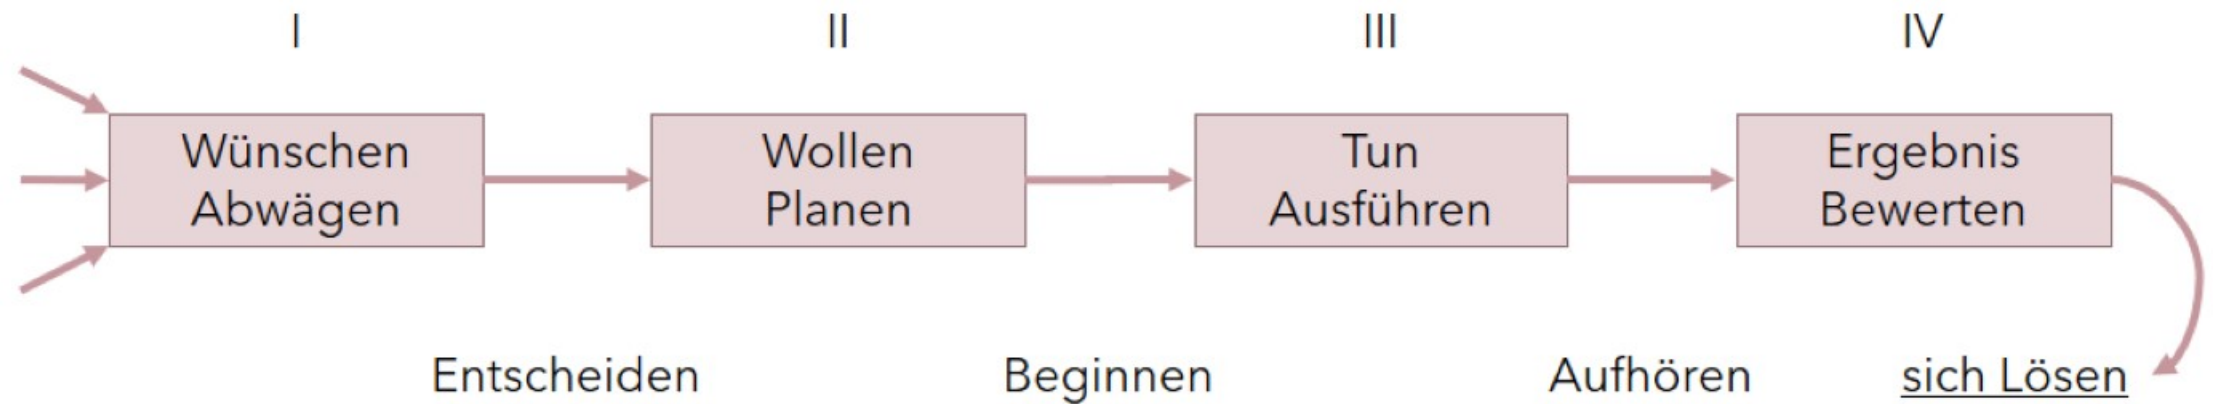 I II III IV
Wünschen
Abwägen
Wollen
Planen
Tun
Ausführen
Ergebnis
Bewerten
Entscheiden Beginnen Aufhören sich Lösen